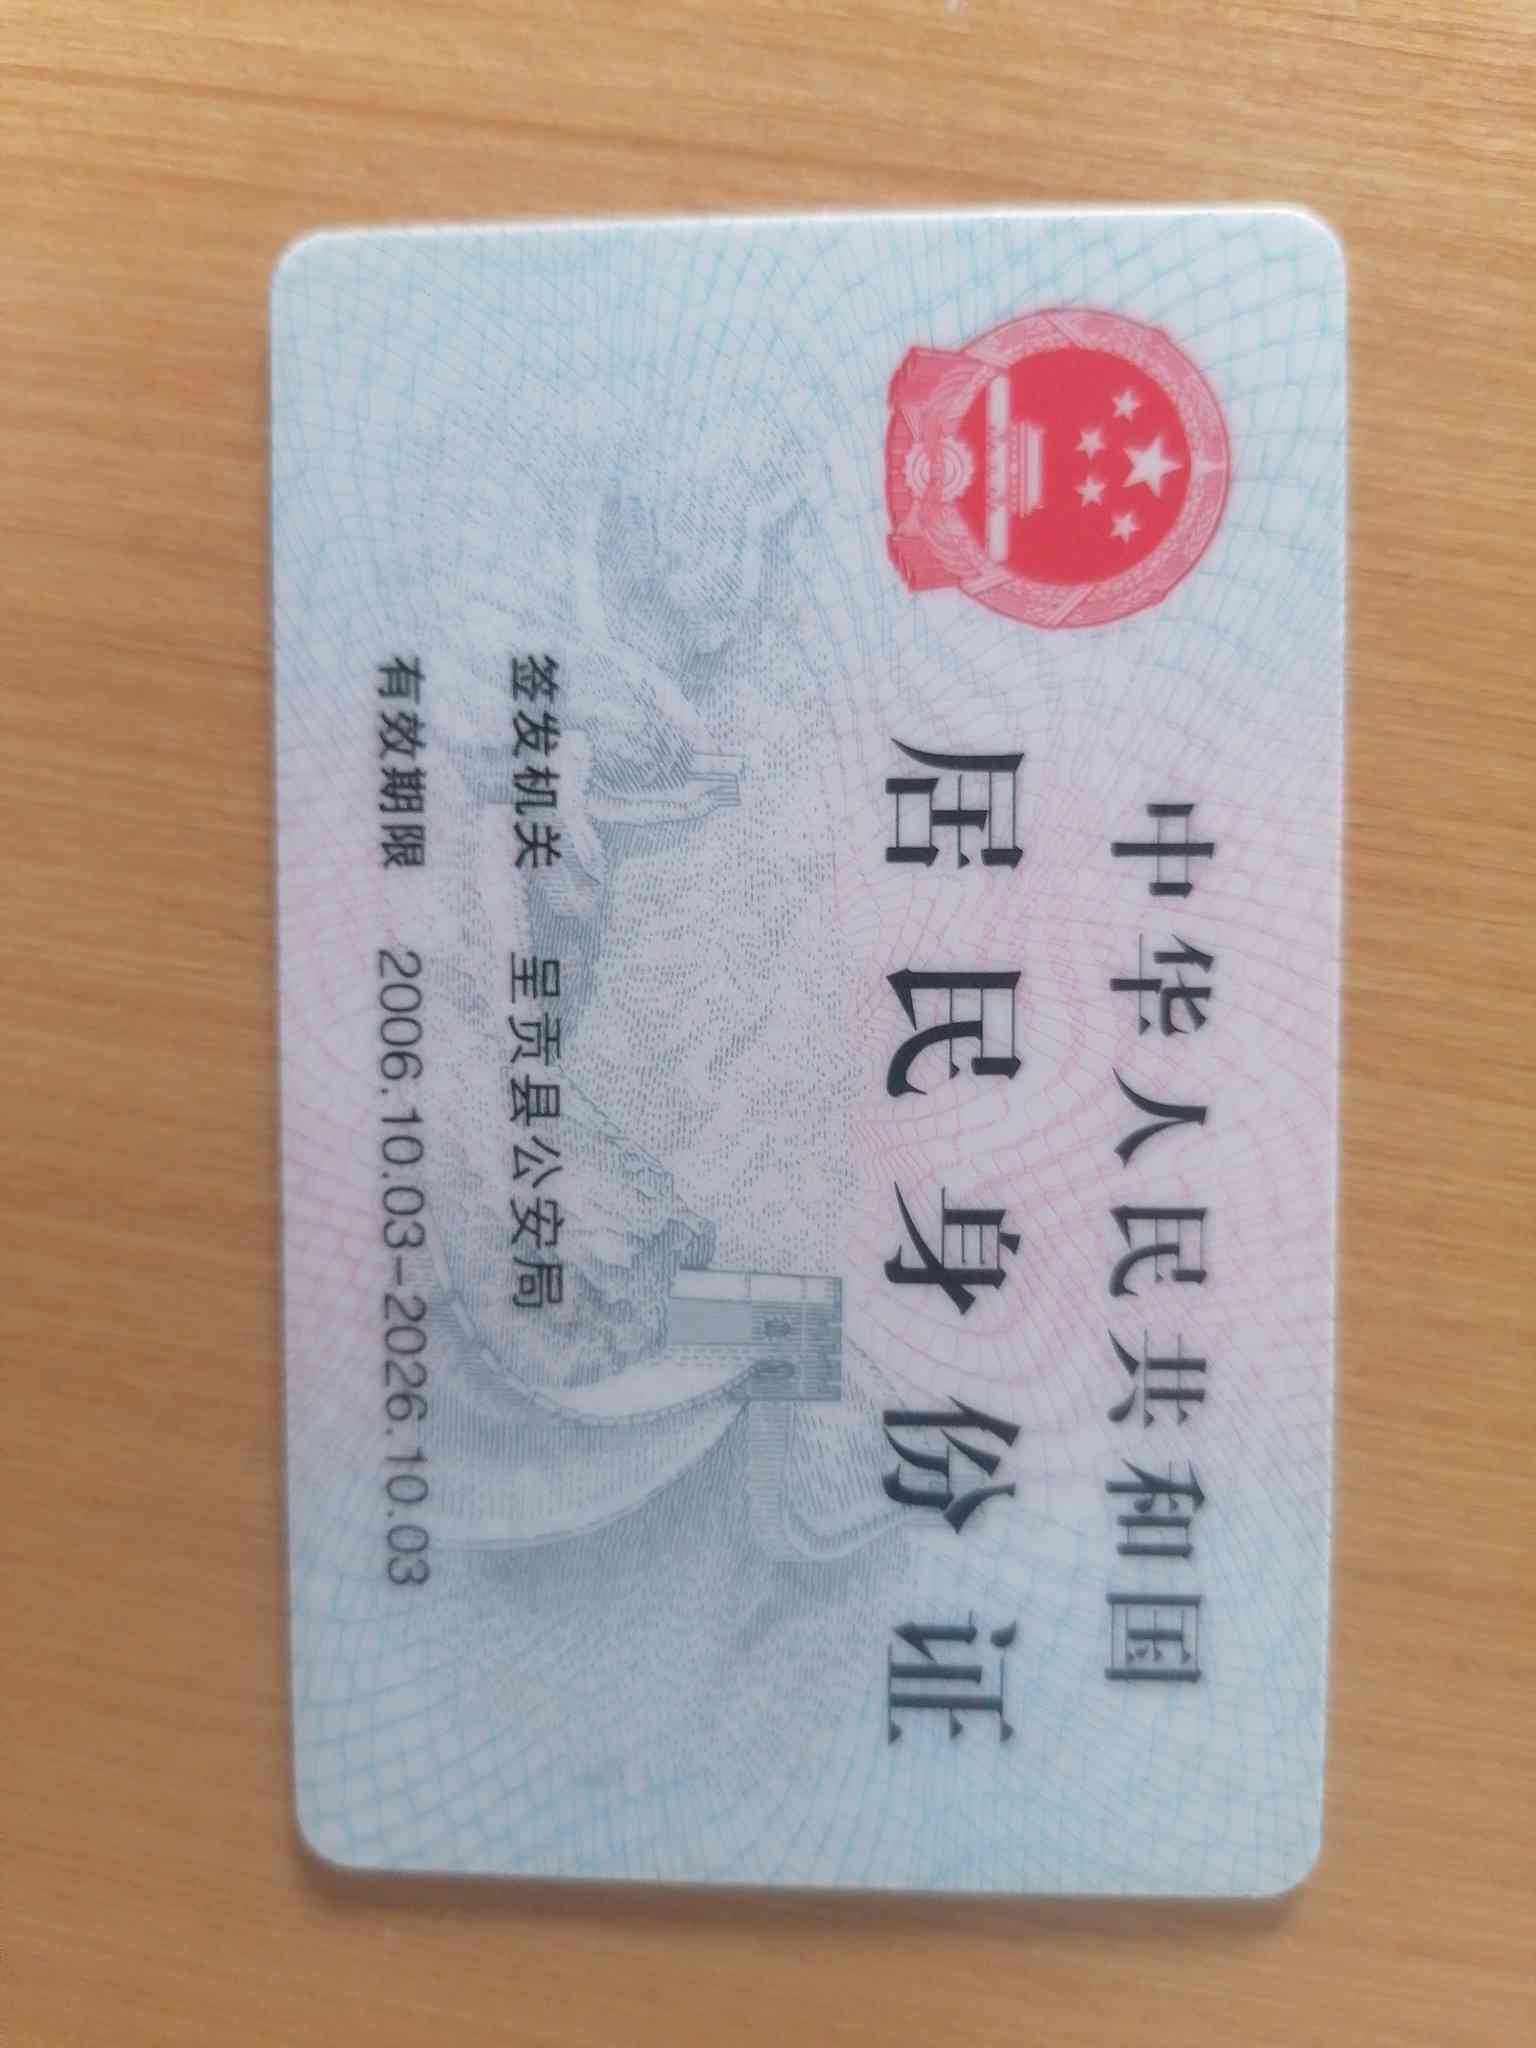 中华人民共和国
居民身份证
签发机关 呈贡县公安局
有效期限 2006.10.03-2026.10.03